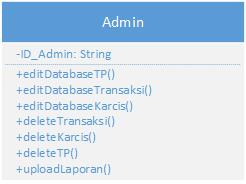 Admin
-ID_Admin: String
+editDatabaseTP()
+editDatabaseTransaksi()
+editDatabaseKarcis()
+deleteTransaksi()
+deleteKarcis()
+deleteTP()
+uploadLaporan()